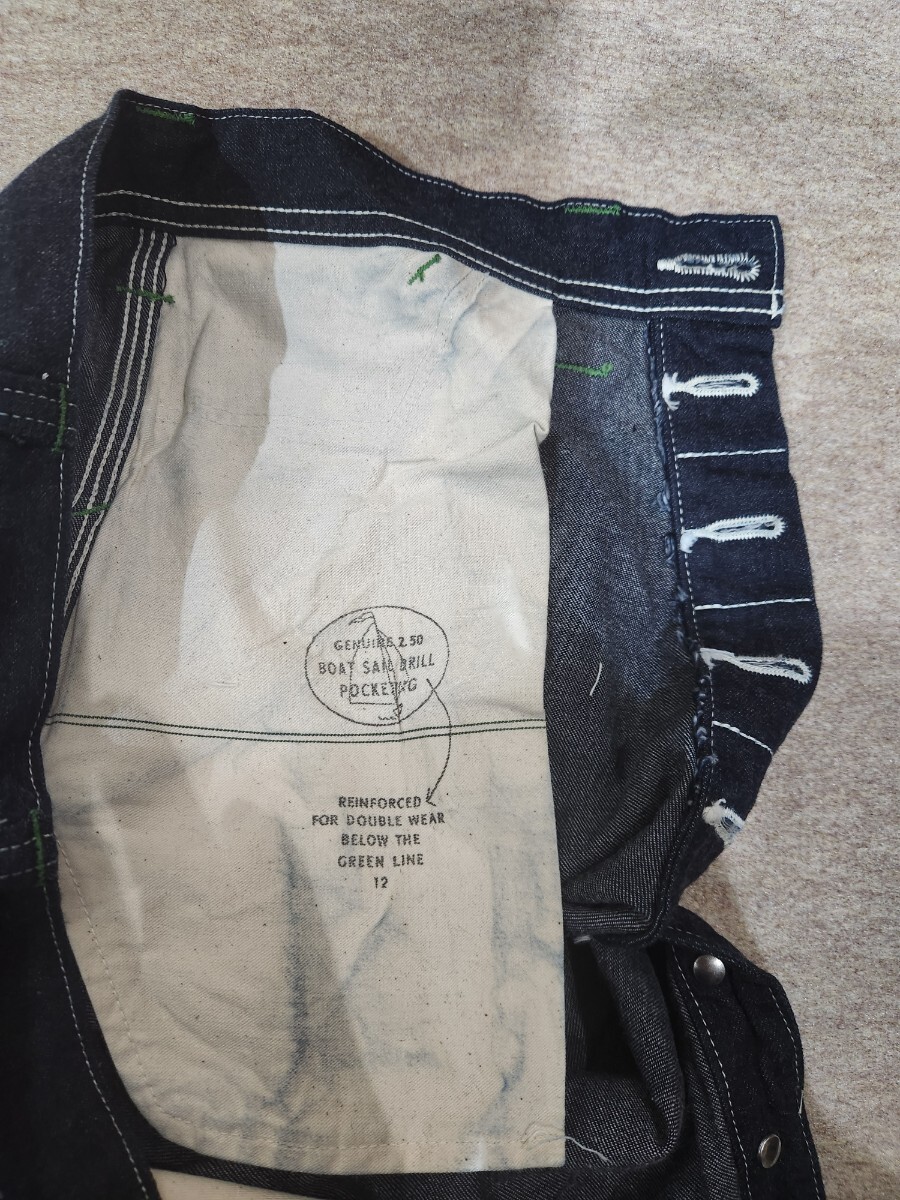 GENUINE 2.50
BOAT SAIL DRILL
POCKETING
REINFORCED
FOR DOUBLE WEAR
BELOW THE
GREEN LINE
12